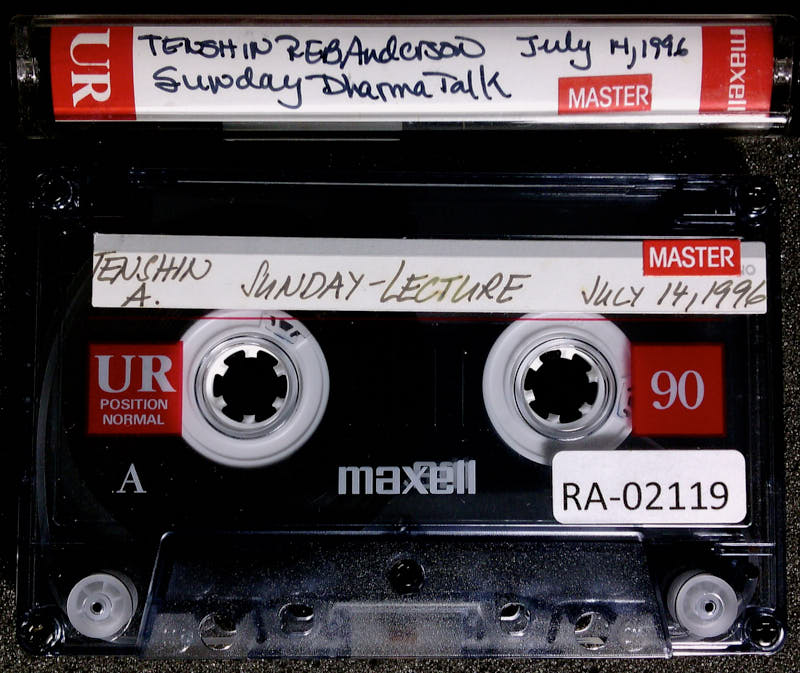 UR
TENSHIN REB Anderson July 14, 1996
Sunday Dharma Talk
MASTER
maxell
MASTER
TENSHIN
A.
SUNDAY-LECTURE
JULY 14, 1996
UR
POSITION
NORMAL
90
A
maxell
RA-02119